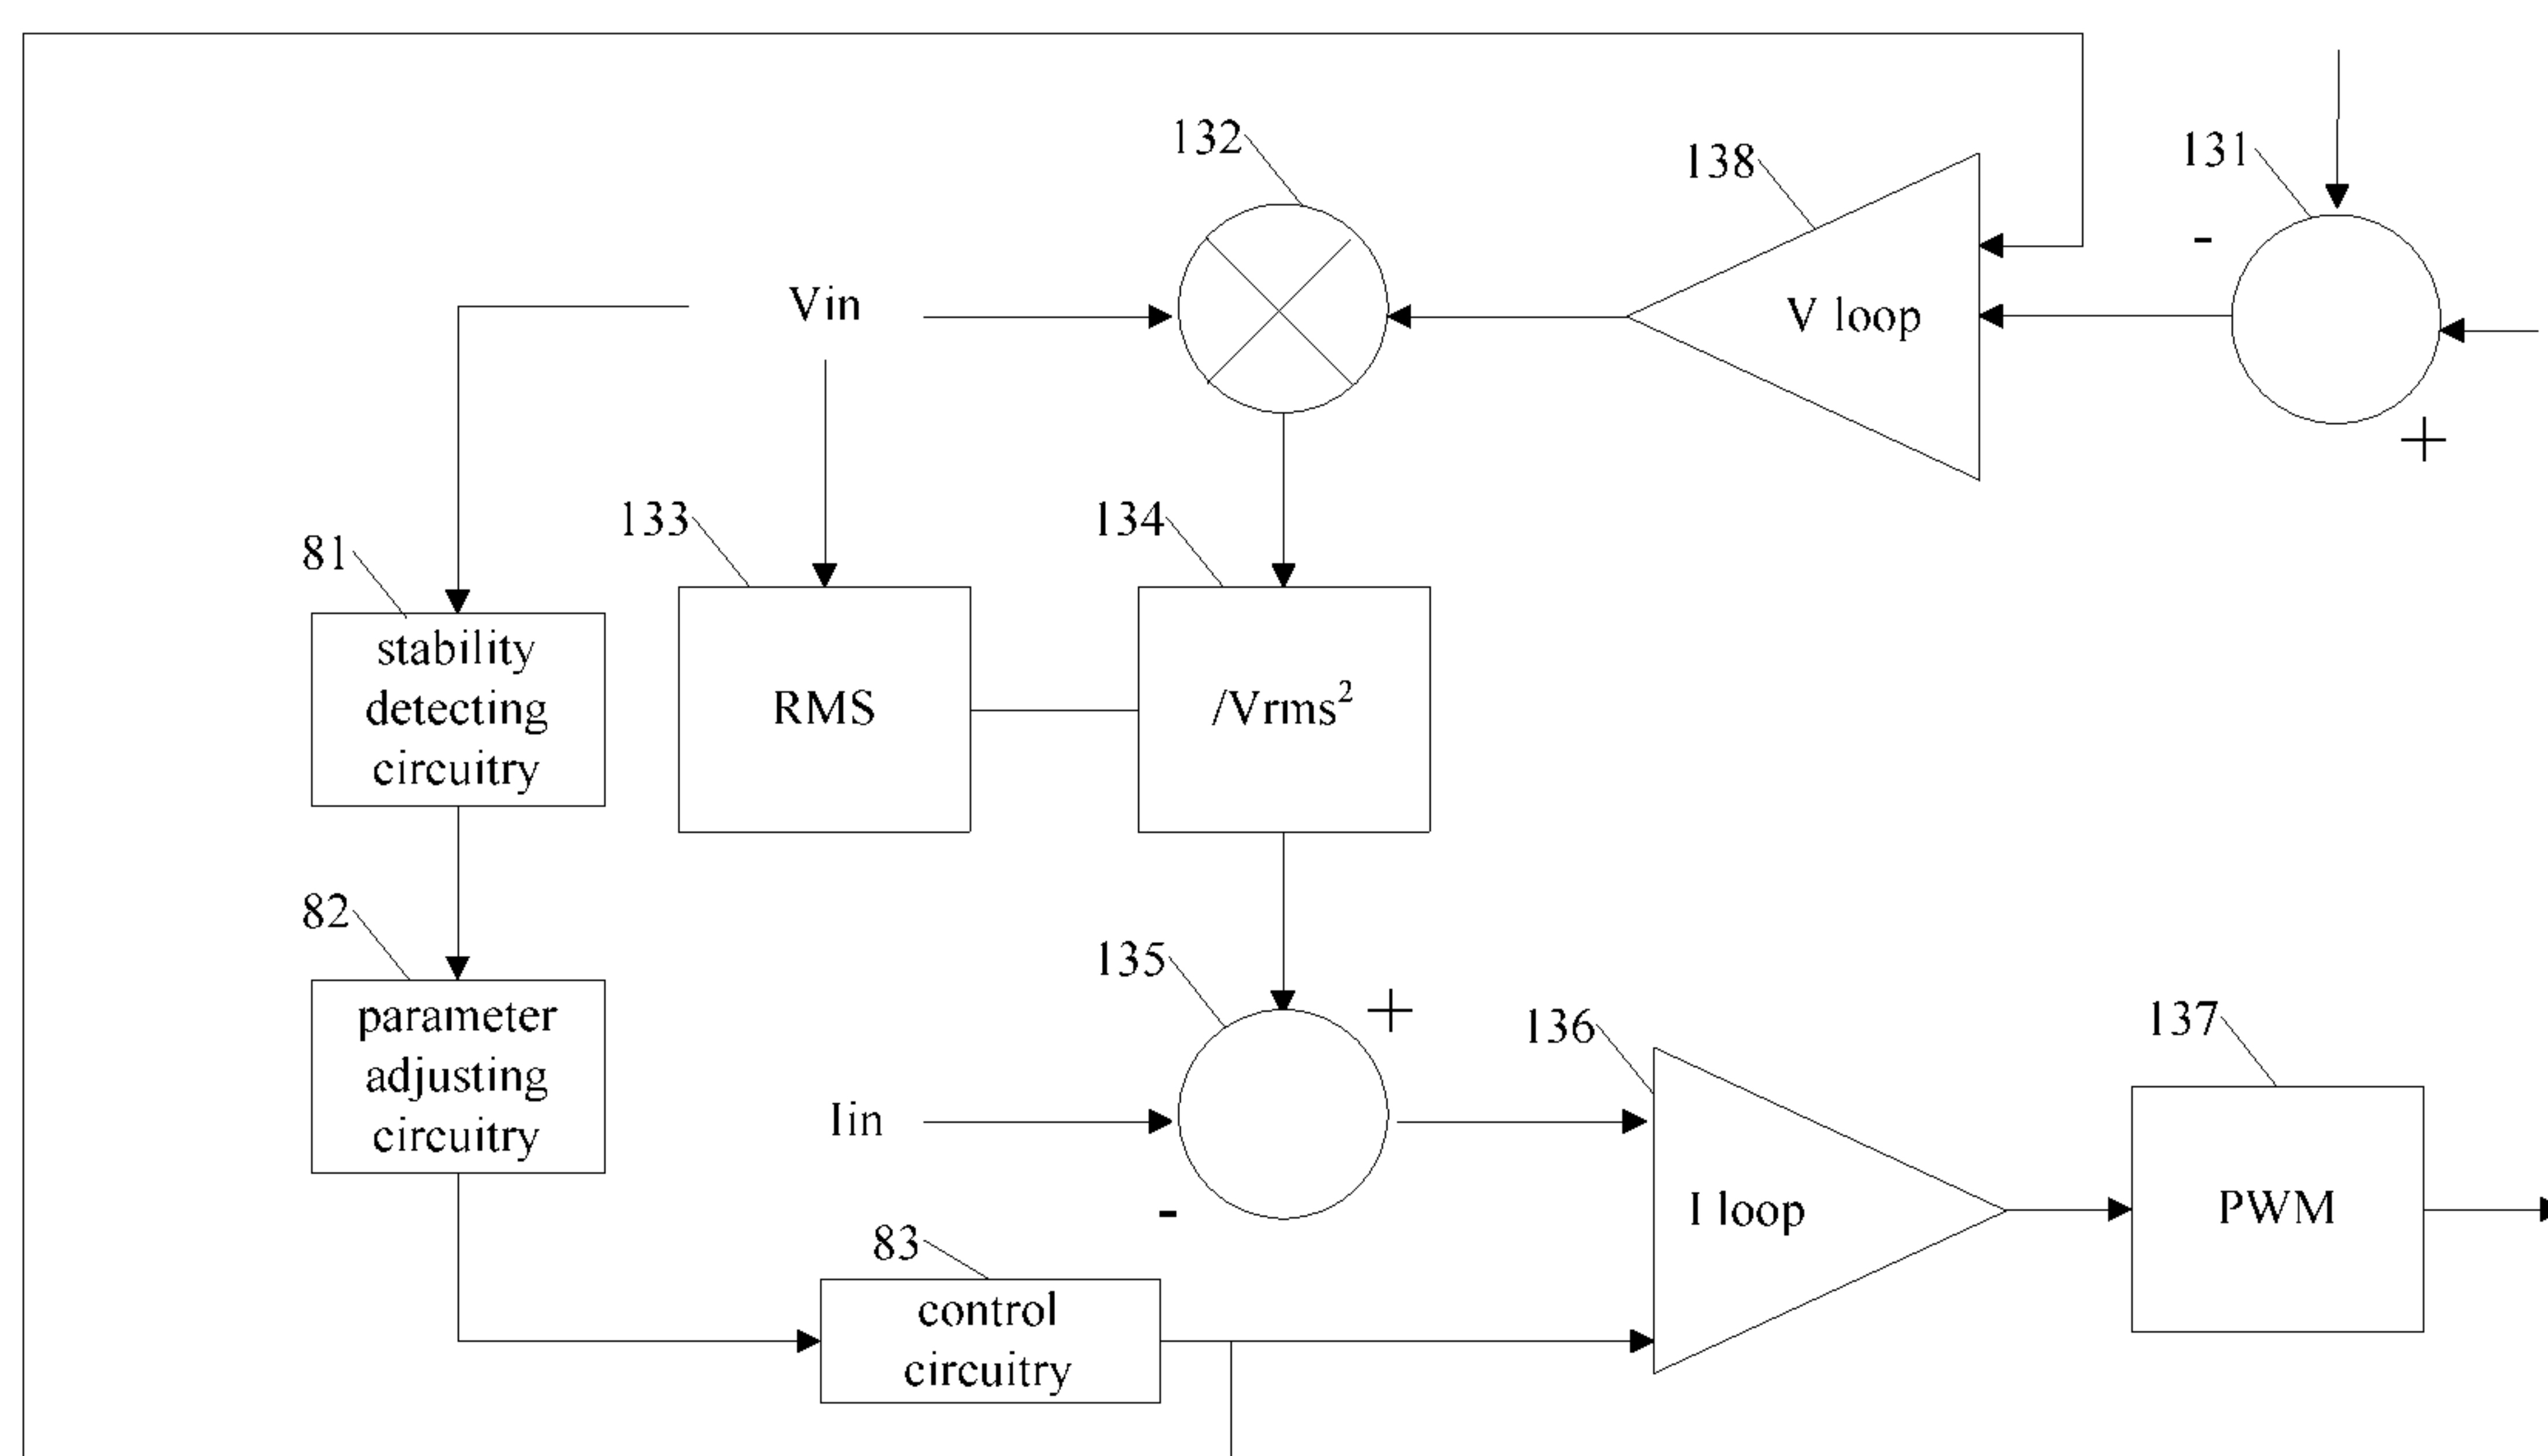 132
138
131
-
Vin
V loop
+
133
134
81
stability
detecting
circuitry
RMS
/Vrms²
82
135
+
136
137
parameter
adjusting
circuitry
Iin
-
I loop
PWM
83
control
circuitry